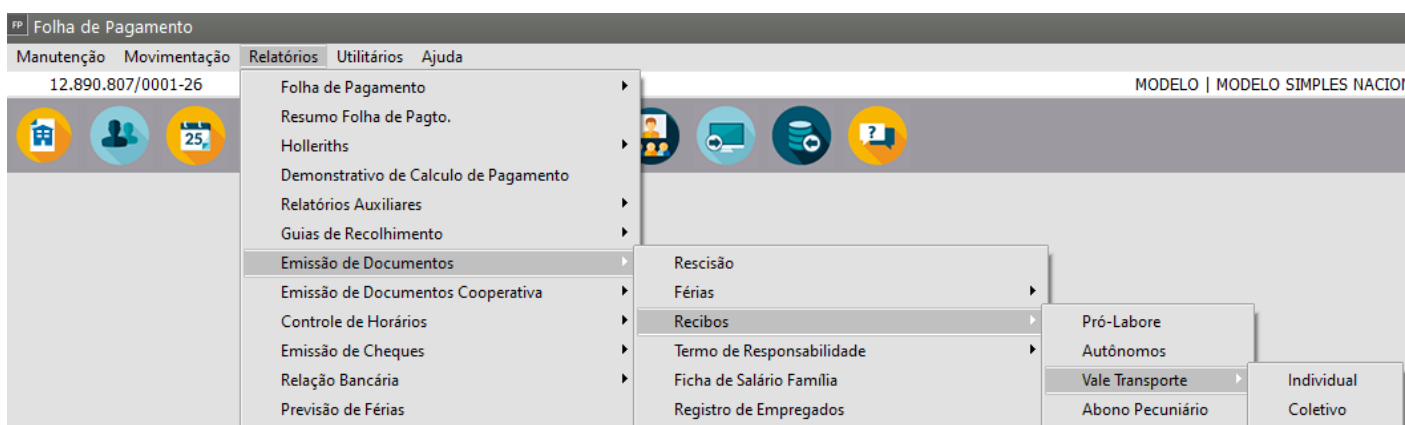 FP Folha de Pagamento
Manutenção Movimentação Relatórios Utilitários Ajuda
12.890.807/0001-26 MODELO | MODELO SIMPLES NACION
25
?
Folha de Pagamento
Resumo Folha de Pagto.
Holleriths
Demonstrativo de Calculo de Pagamento
Relatórios Auxiliares
Guias de Recolhimento
Emissão de Documentos
Emissão de Documentos Cooperativa
Controle de Horários
Emissão de Cheques
Relação Bancária
Previsão de Férias
Rescisão
Férias
Recibos
Termo de Responsabilidade
Ficha de Salário Família
Registro de Empregados
Pró-Labore
Autônomos
Vale Transporte
Abono Pecuniário
Individual
Coletivo